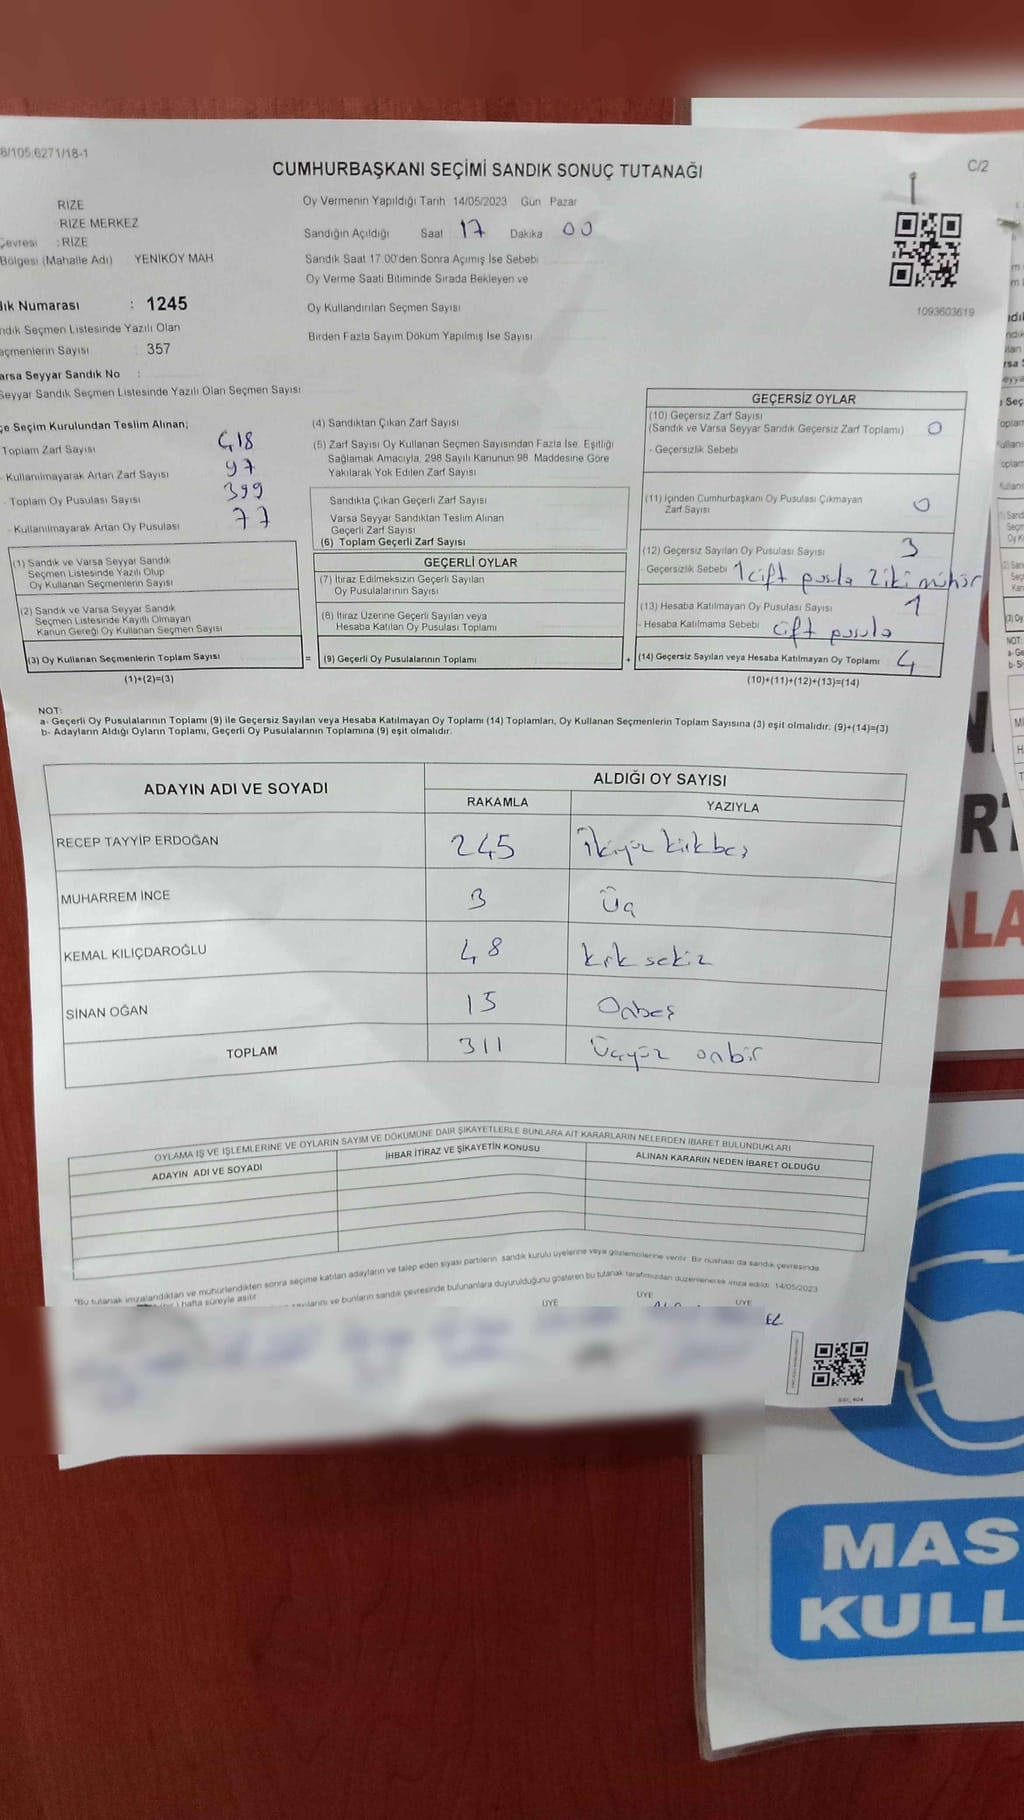 8/105.6271/18-1
C/2
CUMHURBAŞKANI SEÇİMİ SANDIK SONUÇ TUTANAĞI
RİZE
RİZE MERKEZ
Çevresi : RİZE
Bölgesi (Mahalle Adı) YENİKÖY MAH
Numarası : 1245
Sandık Seçmen Listesinde Yazılı Olan
Seçmenlerin Sayısı 357
Varsa Seyyar Sandık No :
Seyyar Sandık Seçmen Listesinde Yazılı Olan Seçmen Sayısı
Oy Vermenin Yapıldığı Tarih 14/05/2023 Gün Pazar
Sandığın Açıldığı Saat 17 Dakika 00
Sandık Saat 17.00'den Sonra Açımış İse Sebebi
Oy Verme Saati Bitiminde Sırada Bekleyen ve
Oy Kullandırılan Seçmen Sayısı
Birden Fazla Sayım Döküm Yapılmış İse Sayısı
1093603619
çe Seçim Kurulundan Teslim Alınan;
Toplam Zarf Sayısı 418
- Kullanılmayarak Artan Zarf Sayısı 97
- Toplam Oy Pusulası Sayısı 399
- Kullanılmayarak Artan Oy Pusulası 77
(1) Sandık ve Varsa Seyyar Sandık
Seçmen Listesinde Yazılı Olup
Oy Kullanan Seçmenlerin Sayısı
(2) Sandık ve Varsa Seyyar Sandık
Seçmen Listesinde Kayıtlı Olmayan
Kanun Gereği Oy Kullanan Seçmen Sayısı
(3) Oy Kullanan Seçmenlerin Toplam Sayısı
(1)+(2)=(3)
(4) Sandıktan Çıkan Zarf Sayısı
(5) Zarf Sayısı Oy Kullanan Seçmen Sayısından Fazla İse, Eşitliği
Sağlamak Amacıyla, 298 Sayılı Kanunun 98. Maddesine Göre
Yakılarak Yok Edilen Zarf Sayısı
Sandıkta Çıkan Geçerli Zarf Sayısı
Varsa Seyyar Sandıktan Teslim Alınan
Geçerli Zarf Sayısı
(6) Toplam Geçerli Zarf Sayısı
GEÇERLİ OYLAR
(7) İtiraz Edilmeksizin Geçerli Sayılan
Oy Pusulalarının Sayısı
(8) İtiraz Üzerine Geçerli Sayılan veya
Hesaba Katılan Oy Pusulası Toplamı
= (9) Geçerli Oy Pusulalarının Toplamı +
GEÇERSİZ OYLAR
(10) Geçersiz Zarf Sayısı
(Sandık ve Varsa Seyyar Sandık Geçersiz Zarf Toplamı) 0
- Geçersizlik Sebebi
(11) İçinden Cumhurbaşkanı Oy Pusulası Çıkmayan
Zarf Sayısı 0
(12) Geçersiz Sayılan Oy Pusulası Sayısı 3
- Geçersizlik Sebebi 1 çift pusula 2 iki mühür
(13) Hesaba Katılmayan Oy Pusulası Sayısı 1
- Hesaba Katılmama Sebebi çift pusula
(14) Geçersiz Sayılan veya Hesaba Katılmayan Oy Toplamı 4
(10)+(11)+(12)+(13)=(14)
NOT:
a- Geçerli Oy Pusulalarının Toplamı (9) ile Geçersiz Sayılan veya Hesaba Katılmayan Oy Toplamı (14) Toplamları, Oy Kullanan Seçmenlerin Toplam Sayısına (3) eşit olmalıdır. (9)+(14)=(3)
b- Adayların Aldığı Oyların Toplamı, Geçerli Oy Pusulalarının Toplamına (9) eşit olmalıdır.
ADAYIN ADI VE SOYADI
ALDIĞI OY SAYISI
RAKAMLA YAZIYLA
RECEP TAYYİP ERDOĞAN 245 İkiyüz kırkbeş
MUHARREM İNCE 3 Üç
KEMAL KILIÇDAROĞLU 48 kırk sekiz
SİNAN OĞAN 15 Onbeş
TOPLAM 311 Üçyüz onbir
OYLAMA İŞ VE İŞLEMLERİNE VE OYLARIN SAYIM VE DÖKÜMÜNE DAİR ŞİKAYETLERLE BUNLARA AİT KARARLARIN NELERDEN İBARET BULUNDUKLARI
ADAYIN ADI VE SOYADI İHBAR İTİRAZ VE ŞİKAYETİN KONUSU ALINAN KARARIN NEDEN İBARET OLDUĞU
*Bu tutanak imzalandıktan ve mühürlendikten sonra seçime katılan adayların ve talep eden siyasi partilerin sandık kurulu üyelerine veya gözlemcilerine verilir. Bir nüshası da sandık çevresinde
hafta süreyle asılır.
ve bunların sandık çevresinde bulunanlara duyurulduğunu gösteren bu tutanak tarafımızdan düzenlenerek imza edildi. 14/05/2023
ÜYE ÜYE ÜYE
MAS
KULL